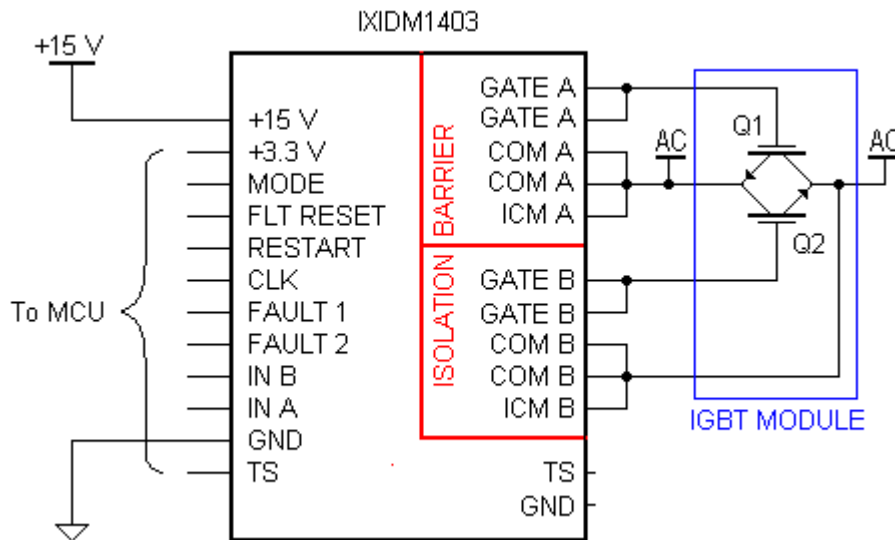 IXIDM1403
+15 V
+15 V
+3.3 V
MODE
FLT RESET
RESTART
CLK
FAULT 1
FAULT 2
IN B
IN A
GND
TS
To MCU
ISOLATION BARRIER
GATE A
GATE A
COM A
COM A
ICM A
GATE B
GATE B
COM B
COM B
ICM B
TS
GND
AC
Q1
Q2
AC
IGBT MODULE